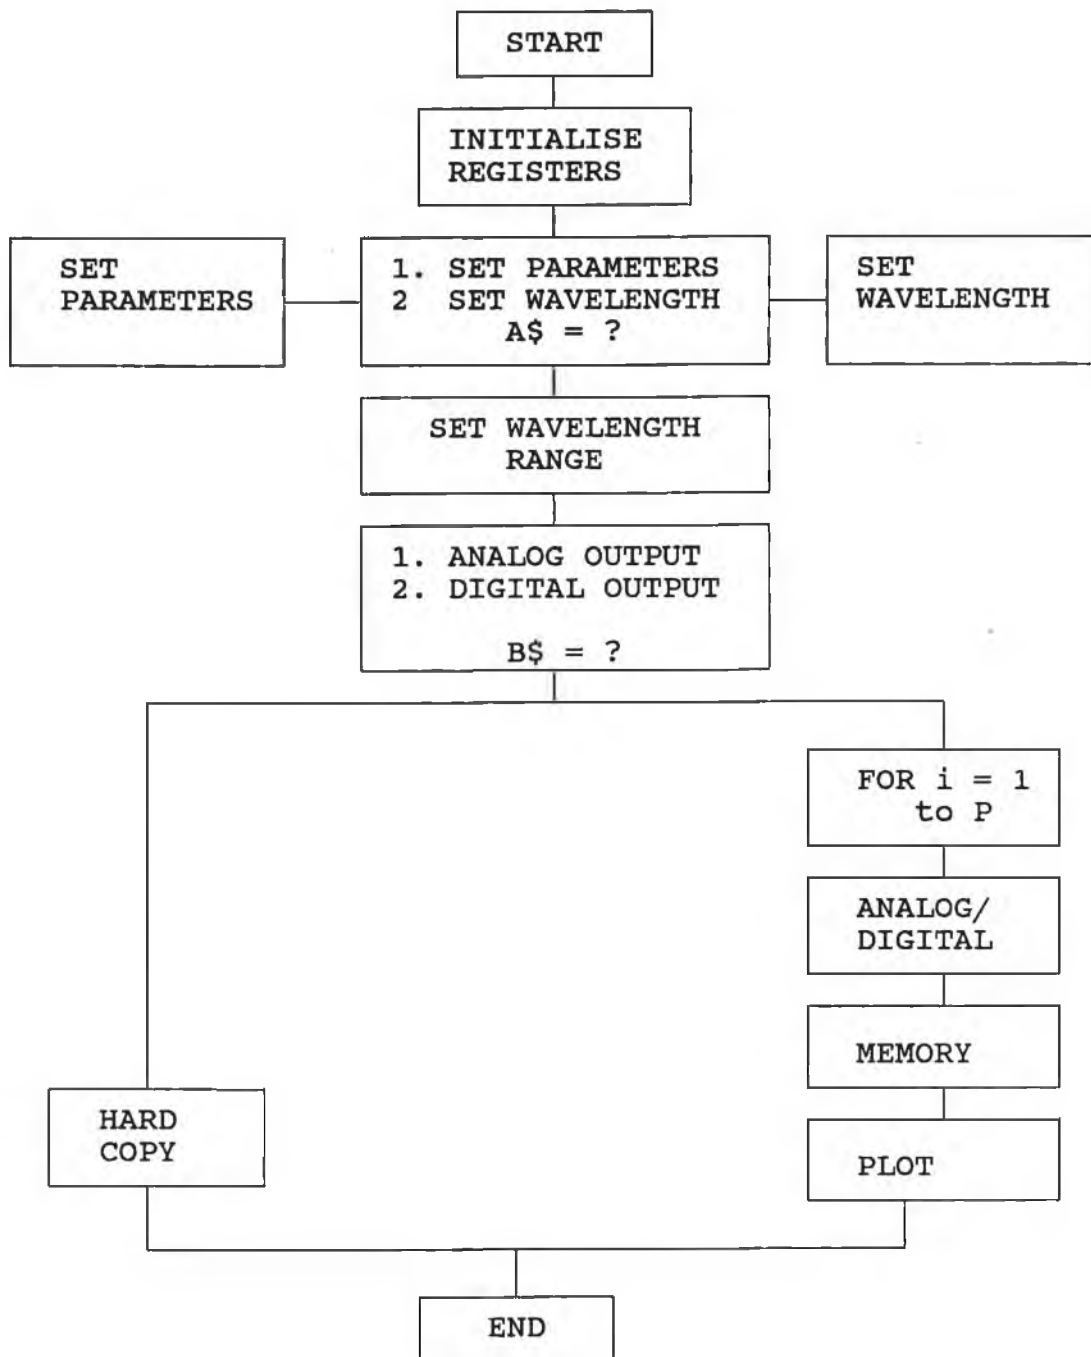 START
INITIALISE
REGISTERS
SET
PARAMETERS
1. SET PARAMETERS
2 SET WAVELENGTH
A$ = ?
SET
WAVELENGTH
SET WAVELENGTH
RANGE
1. ANALOG OUTPUT
2. DIGITAL OUTPUT
B$ = ?
FOR i = 1
to P
ANALOG/
DIGITAL
MEMORY
HARD
COPY
PLOT
END